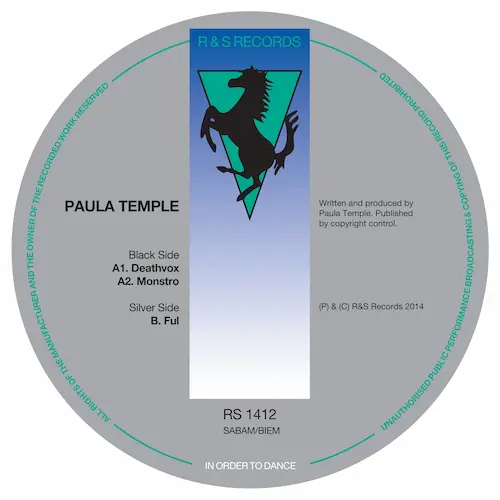 R & S RECORDS
ALL RIGHTS OF THE MANUFACTURER AND THE OWNER OF THE RECORDED WORK RESERVED
UNAUTHORISED PUBLIC PERFORMANCE BROADCASTING & COPYING OF THIS RECORD PROHIBITED
PAULA TEMPLE
Written and produced by
Paula Temple. Published
by copyright control.
Black Side
A1. Deathvox
A2. Monstro
Silver Side
B. Ful
(P) & (C) R&S Records 2014
RS 1412
SABAM/BIEM
IN ORDER TO DANCE